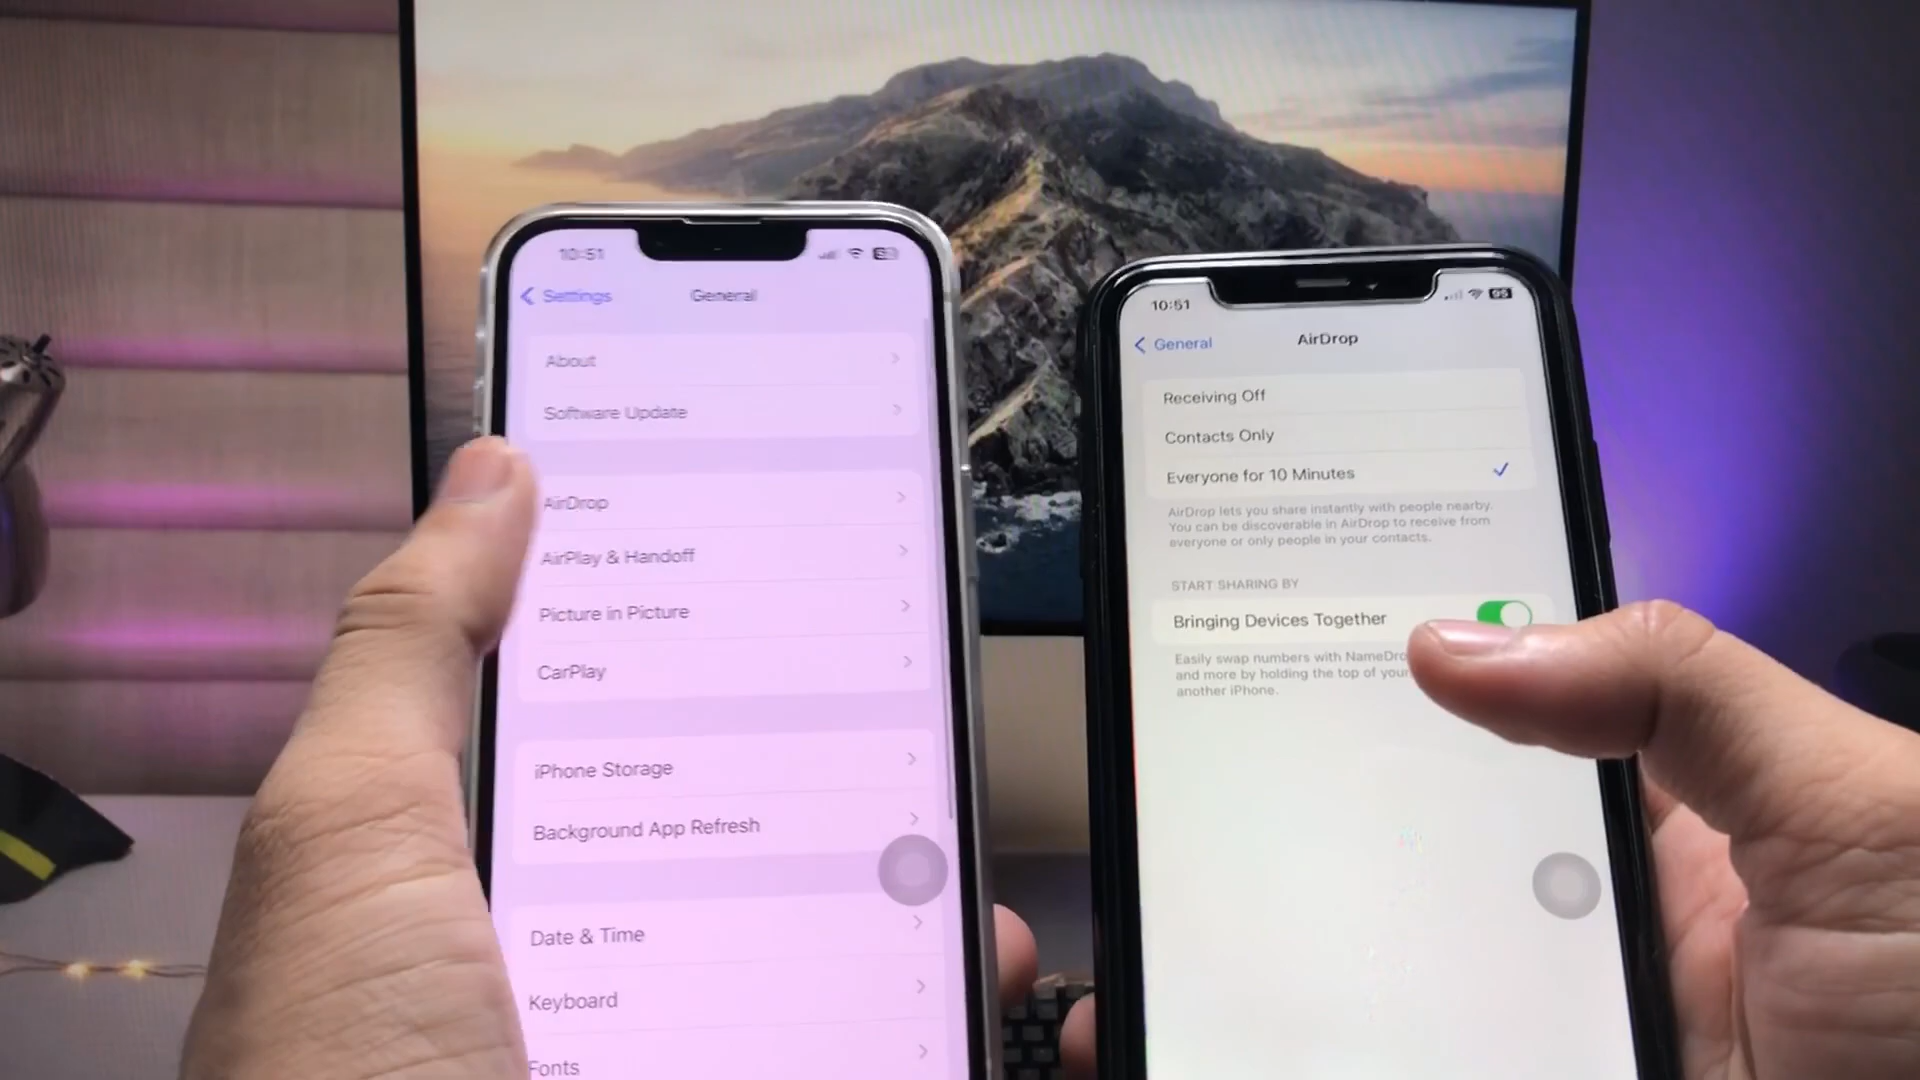 10:51
Settings
General
About
Software Update
AirDrop
AirPlay & Handoff
Picture in Picture
CarPlay
iPhone Storage
Background App Refresh
Date & Time
Keyboard
Fonts
10:51
95
General
AirDrop
Receiving Off
Contacts Only
Everyone for 10 Minutes
AirDrop lets you share instantly with people nearby.
You can be discoverable in AirDrop to receive from
everyone or only people in your contacts.
START SHARING BY
Bringing Devices Together
Easily swap numbers with NameDro
and more by holding the top of your
another iPhone.